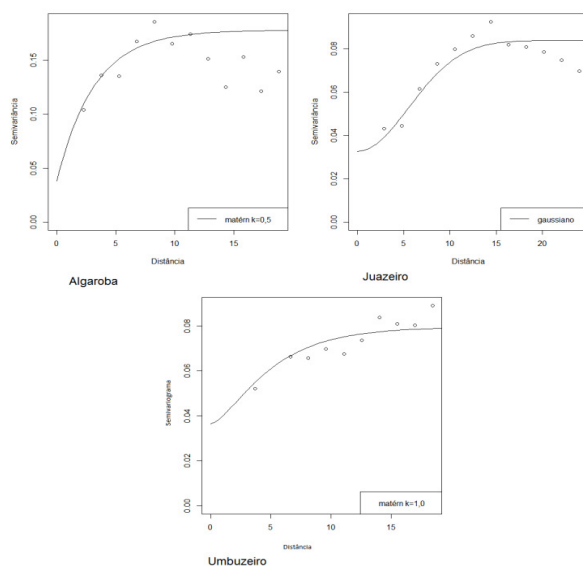 Semivariância
0.15
0.10
0.05
0.00
0 5 10 15
matérn k=0,5
Distância
Algaroba
Semivariância
0.10
0.08
0.06
0.04
0.02
0.00
0 5 10 15 20
gaussiano
Distância
Juazeiro
Semivariograma
0.08
0.06
0.04
0.02
0.00
0 5 10 15
matérn k=1,0
Distância
Umbuzeiro